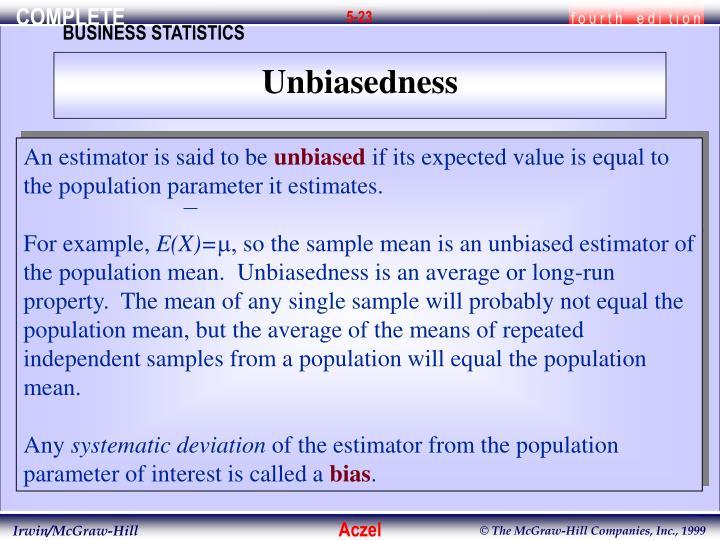 COMPLETE 5-23 fourth edition
BUSINESS STATISTICS
Unbiasedness
An estimator is said to be unbiased if its expected value is equal to
the population parameter it estimates.
For example, E(X̅)=μ, so the sample mean is an unbiased estimator of
the population mean. Unbiasedness is an average or long-run
property. The mean of any single sample will probably not equal the
population mean, but the average of the means of repeated
independent samples from a population will equal the population
mean.
Any systematic deviation of the estimator from the population
parameter of interest is called a bias.
Irwin/McGraw-Hill Aczel © The McGraw-Hill Companies, Inc., 1999